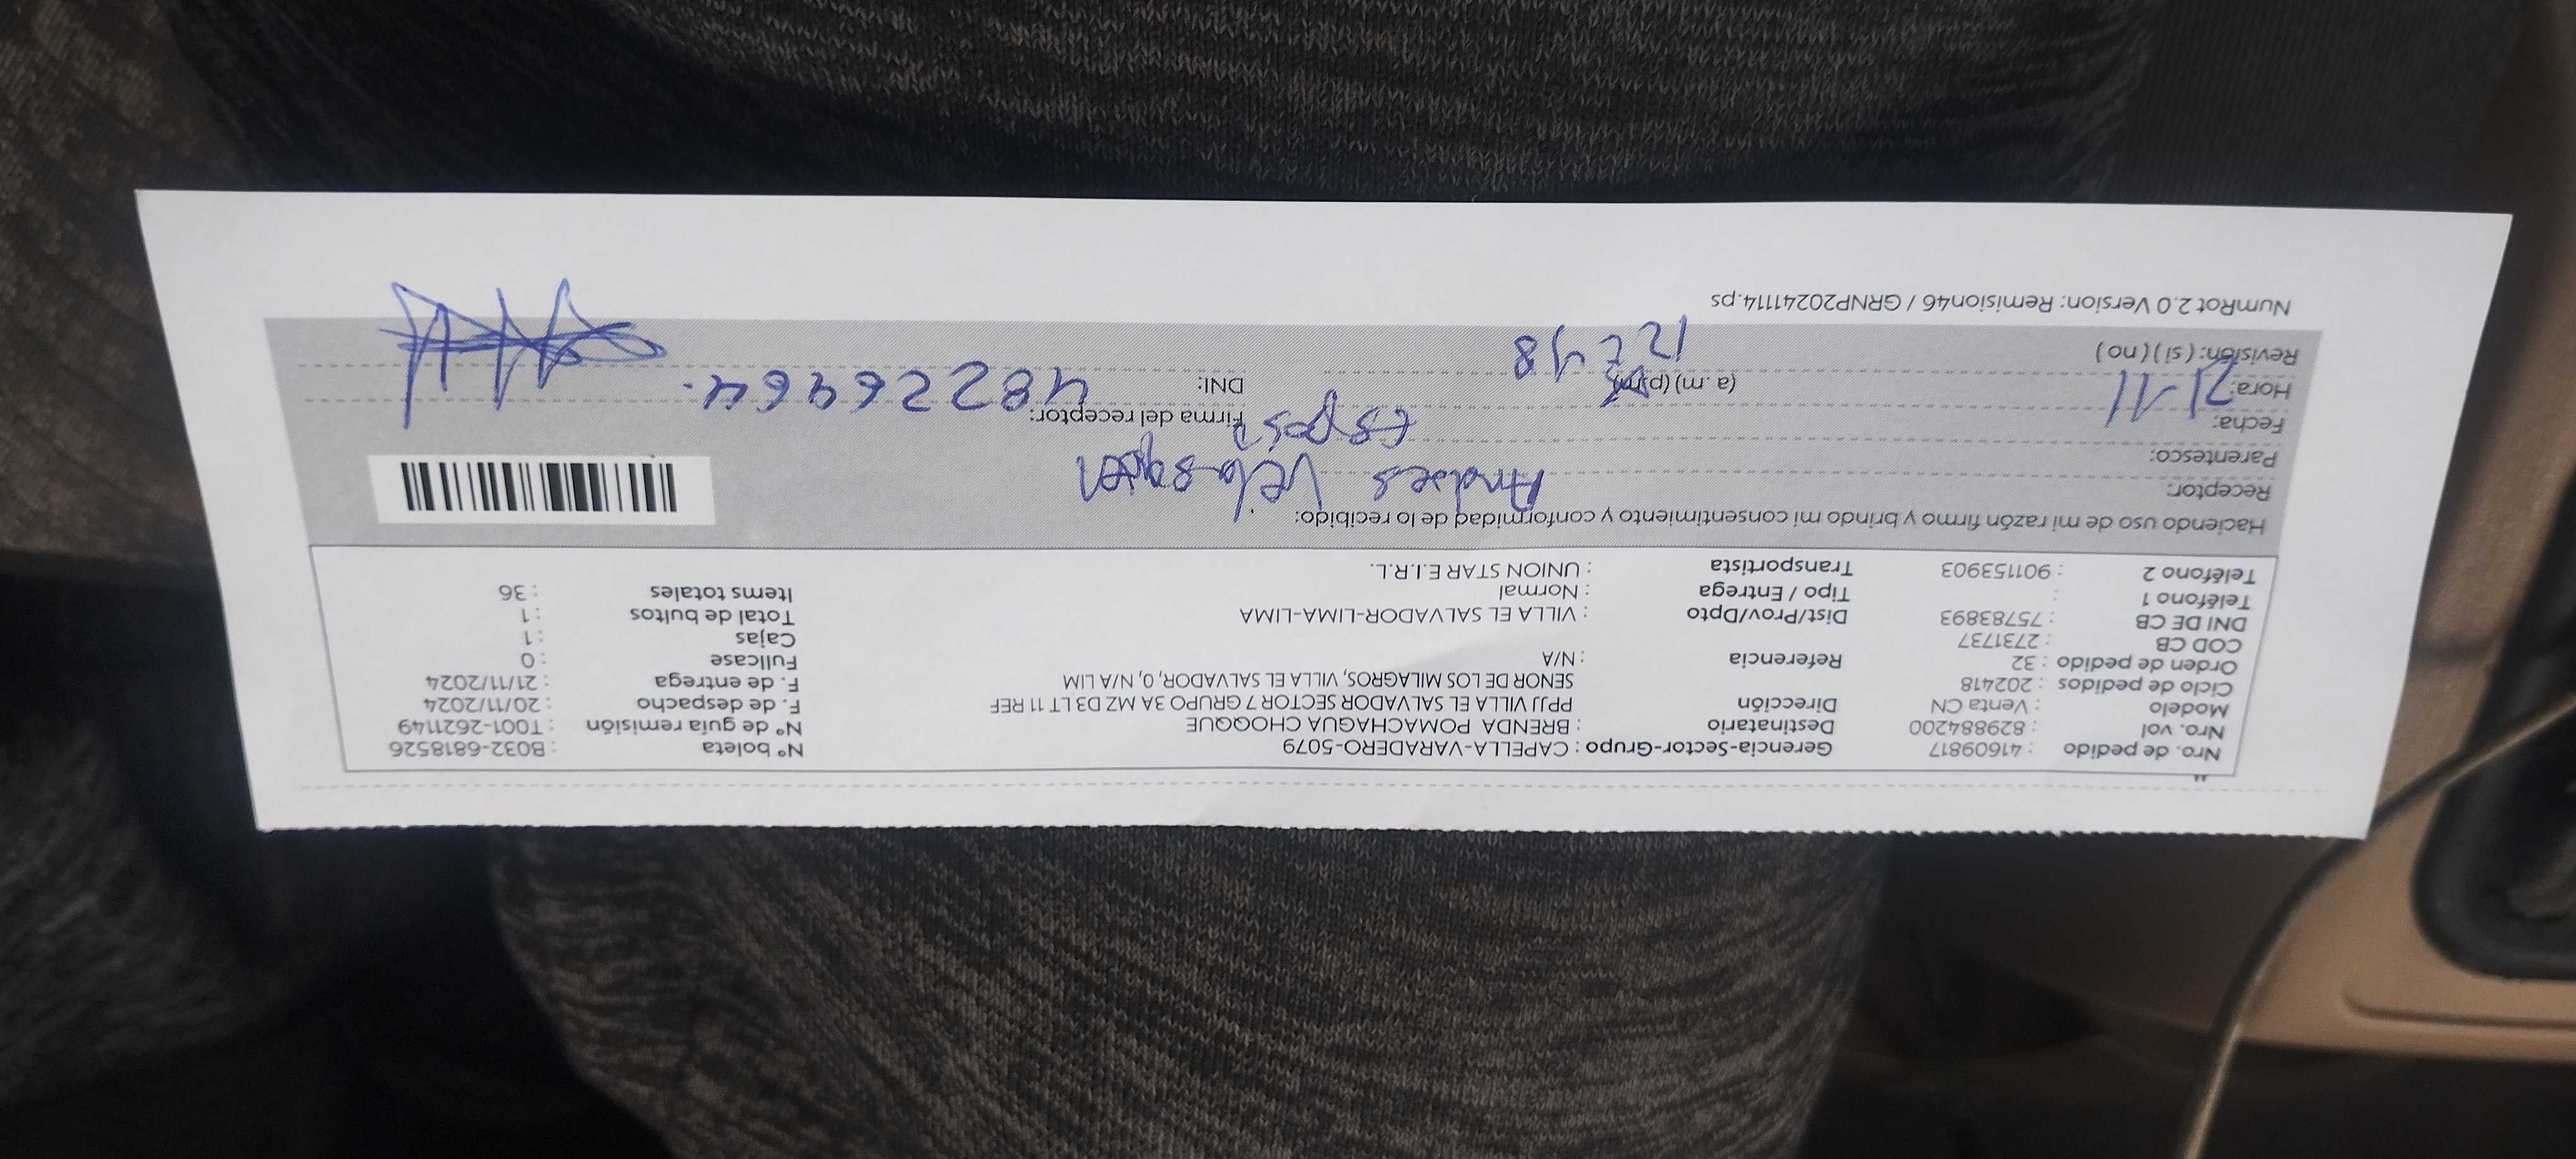 Nro. de pedido : 41609817 Gerencia-Sector-Grupo : CAPELLA-VARADERO-5079 N° boleta : B032-6818526
Nro. vol : 829884200 Destinatario : BRENDA POMACHAGUA CHOQQUE N° de guía remisión : T001-2621149
Modelo : Venta CN Dirección PPJJ VILLA EL SALVADOR SECTOR 7 GRUPO 3A MZ D3 LT 11 REF F. de despacho : 20/11/2024
Ciclo de pedidos : 202418 SENOR DE LOS MILAGROS, VILLA EL SALVADOR, 0, N/A LIM F. de entrega : 21/11/2024
Orden de pedido : 32 Referencia : N/A Fullcase : 0
COD CB : 2731737 Cajas : 1
DNI DE CB : 75783893 Dist/Prov/Dpto : VILLA EL SALVADOR-LIMA-LIMA Total de bultos : 1
Teléfono 1 : Tipo / Entrega : Normal Items totales : 36
Teléfono 2 : 901153903 Transportista : UNION STAR E.I.R.L.
Haciendo uso de mi razón firmo y brindo mi consentimiento y conformidad de lo recibido:
Receptor: Andres
Parentesco: Esposo
Fecha: 21-11 Firma del receptor:
Hora: (a.m) (p.m) 12:48 DNI: 48226964
Revisión: (si) (no)
NumRot 2.0 Version: Remision46 / GRNP20241114.ps